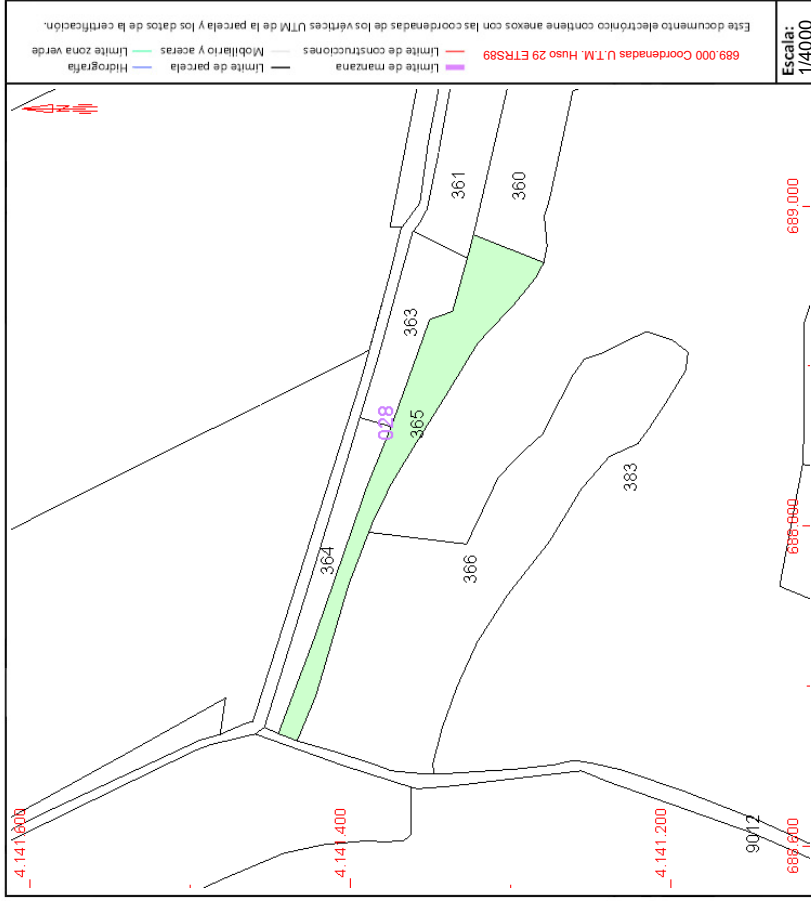 Este documento electrónico contiene anexos con las coordenadas de los vértices UTM de la parcela y los datos de la certificación.
689.000 Coordenadas U.T.M. Huso 29 ETRS89
Límite de manzana
Límite de parcela
Hidrografía
Límite de construcciones
Mobiliario y aceras
Límite zona verde
Escala:
1/4000
4.141.600
4.141.400
4.141.200
689.000
688.800
688.600
361
360
363
028
365
364
366
383
9012